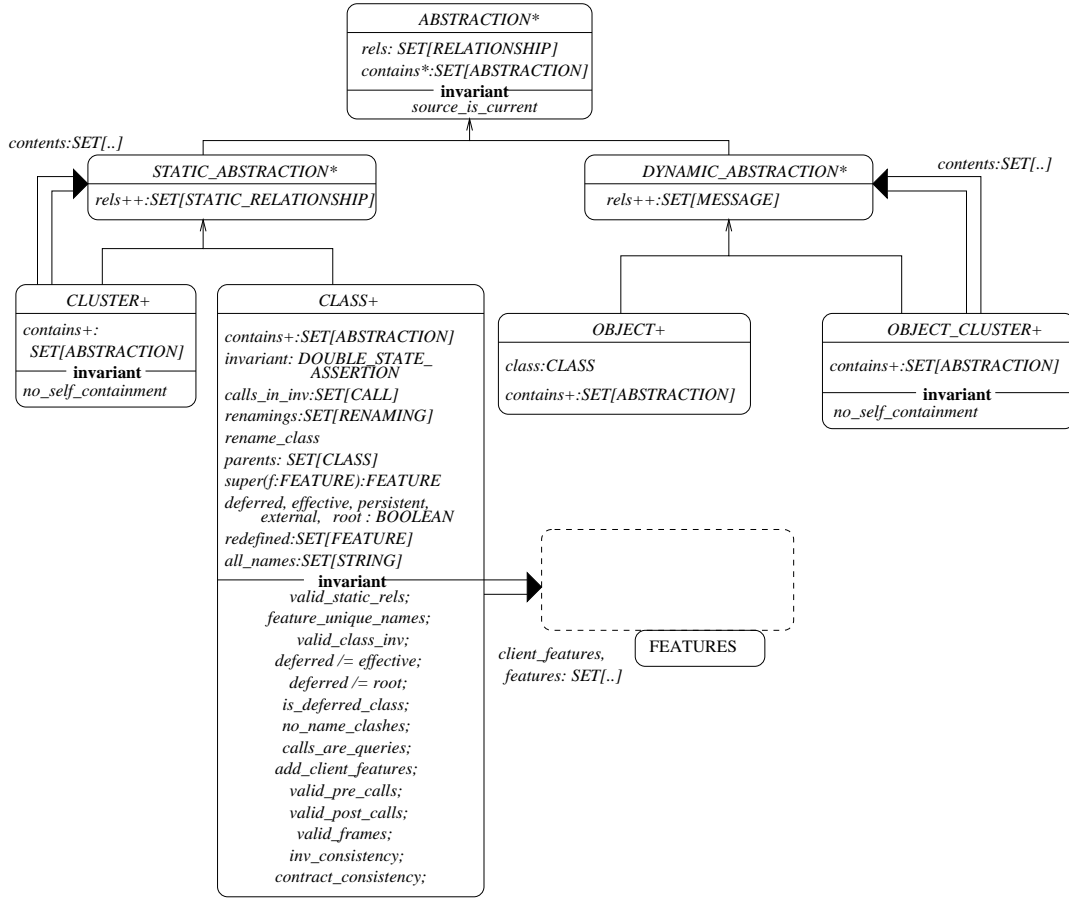 ABSTRACTION*
rels: SET[RELATIONSHIP]
contains*:SET[ABSTRACTION]
invariant
source_is_current
contents:SET[..]
STATIC_ABSTRACTION*
rels++:SET[STATIC_RELATIONSHIP]
DYNAMIC_ABSTRACTION*
rels++:SET[MESSAGE]
contents:SET[..]
CLUSTER+
contains+:
SET[ABSTRACTION]
invariant
no_self_containment
CLASS+
contains+:SET[ABSTRACTION]
invariant: DOUBLE_STATE_
ASSERTION
calls_in_inv:SET[CALL]
renamings:SET[RENAMING]
rename_class
parents: SET[CLASS]
super(f:FEATURE):FEATURE
deferred, effective, persistent,
external, root : BOOLEAN
redefined:SET[FEATURE]
all_names:SET[STRING]
invariant
valid_static_rels;
feature_unique_names;
valid_class_inv;
deferred /= effective;
deferred /= root;
is_deferred_class;
no_name_clashes;
calls_are_queries;
add_client_features;
valid_pre_calls;
valid_post_calls;
valid_frames;
inv_consistency;
contract_consistency;
OBJECT+
class:CLASS
contains+:SET[ABSTRACTION]
OBJECT_CLUSTER+
contains+:SET[ABSTRACTION]
invariant
no_self_containment
client_features,
features: SET[..]
FEATURES